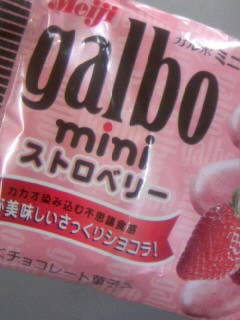 Meiji
ガルボ ミニ
galbo
mini
ストロベリー
カカオ染み込む不思議食感
美味しいさっくりショコラ!
チョコレート菓子